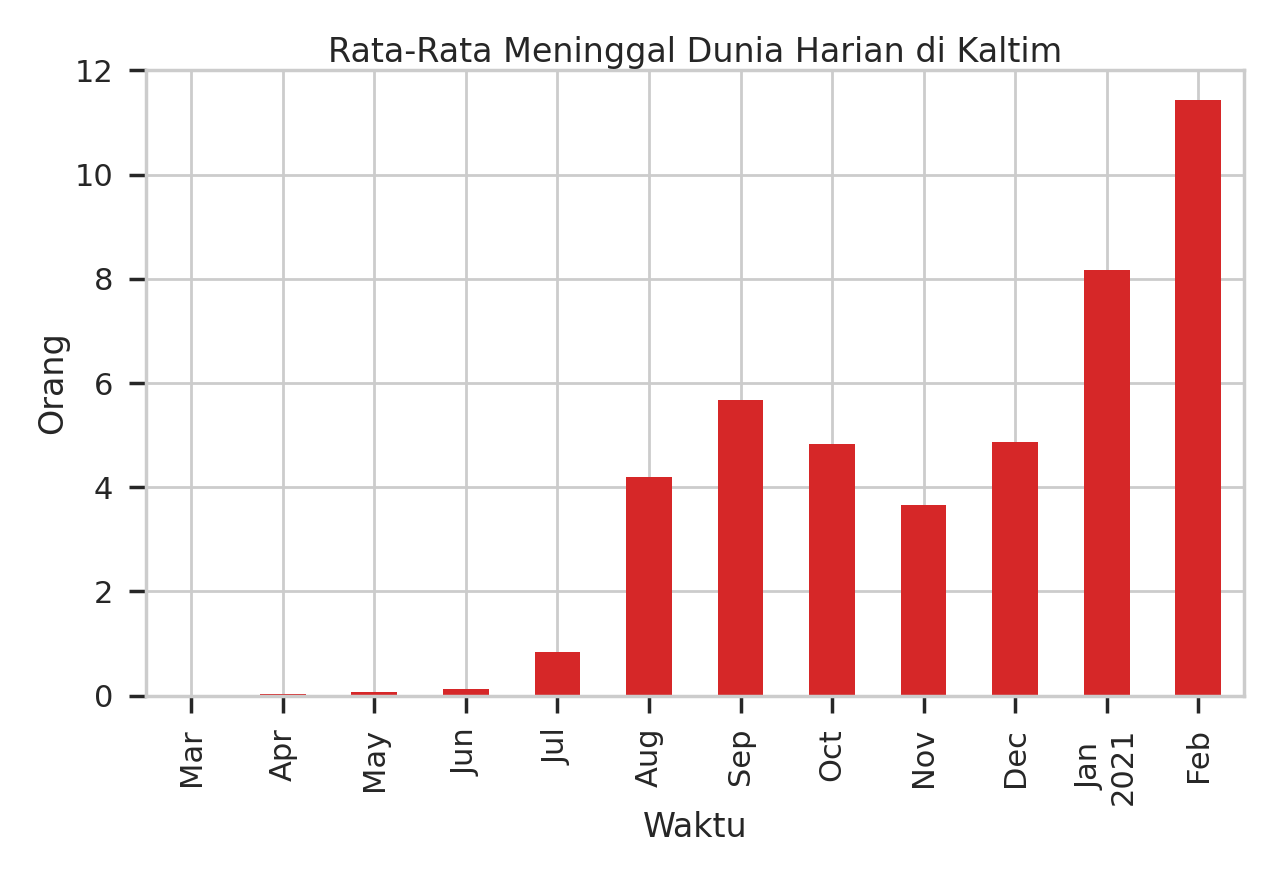 Rata-Rata Meninggal Dunia Harian di Kaltim
12
10
8
6
4
2
0
Orang
Mar
Apr
May
Jun
Jul
Aug
Sep
Oct
Nov
Dec
Jan
2021
Feb
Waktu